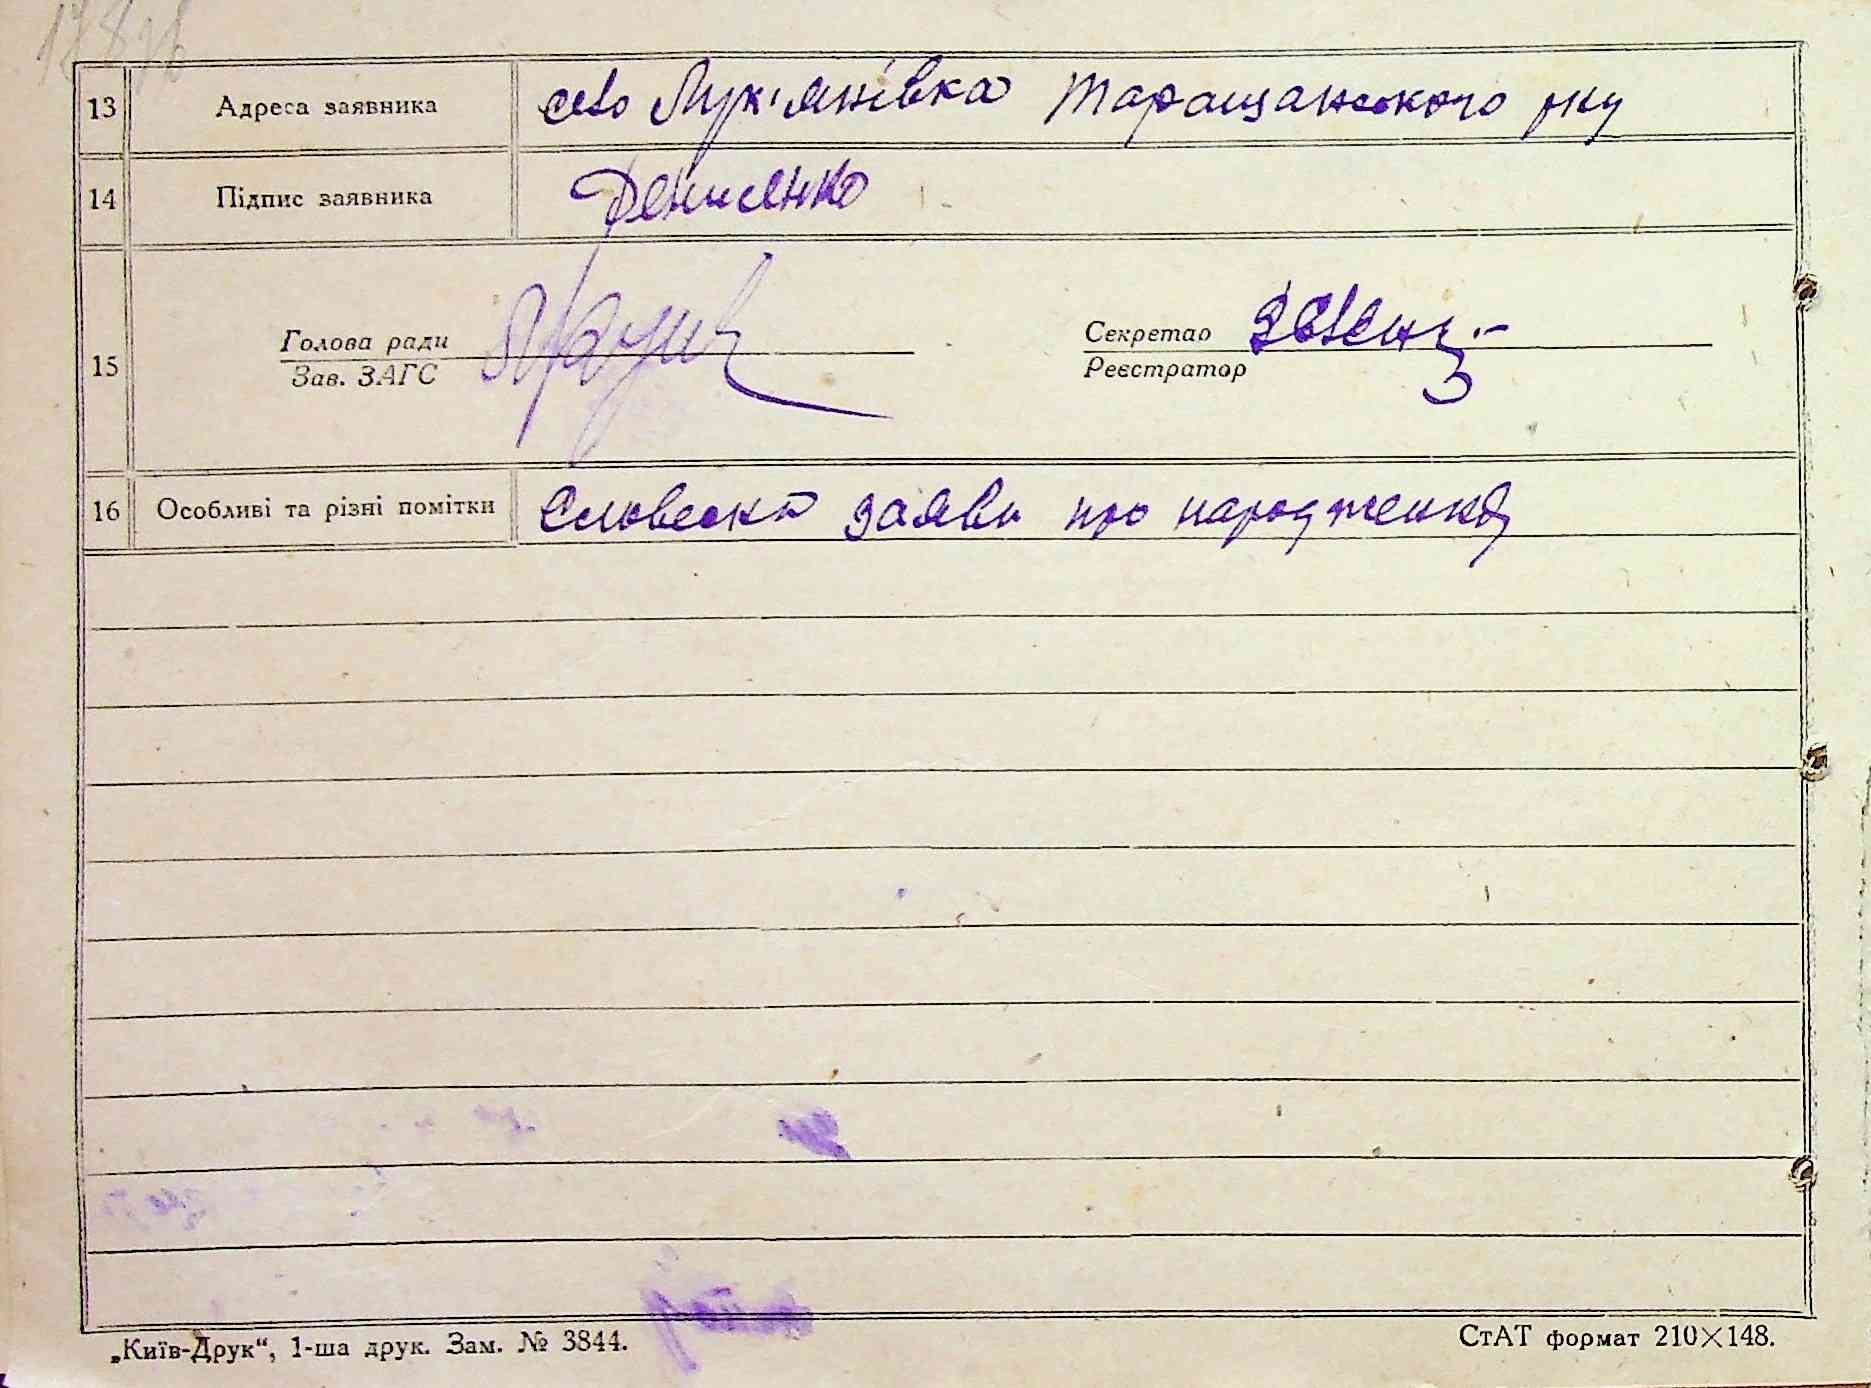 13 Адреса заявника село Лук'янівка Таращанського р-ну
14 Підпис заявника Денисенко
15 Голова ради Секретар
Зав. ЗАГС Реєстратор
16 Особливі та різні помітки Словесна заява про народження
„Київ-Друк“, 1-ша друк. Зам. № 3844. СтАТ формат 210×148.